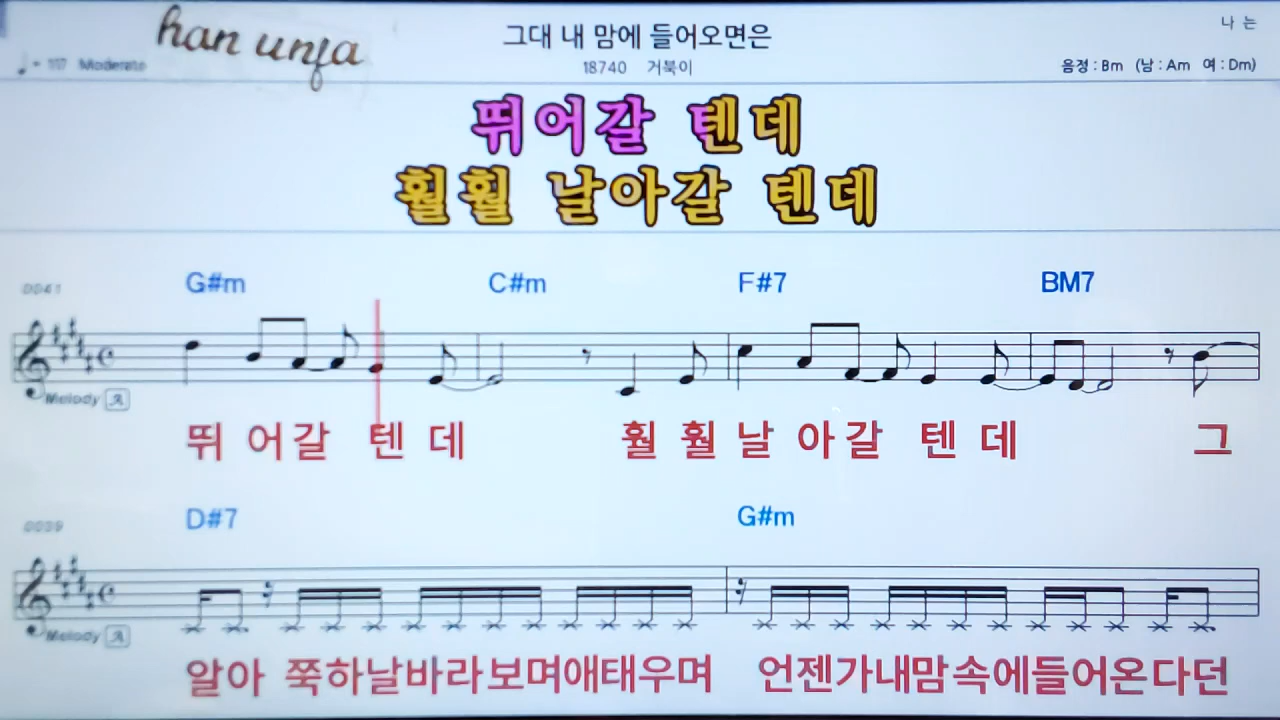 han unja
그대 내 맘에 들어오면은
나 는
♩= 117 Moderato
18740 거북이
음정 : Bm (남 : Am 여 : Dm)
뛰어갈 텐데
훨훨 날아갈 텐데
0041 G#m C#m F#7 BM7
Melody
뛰 어갈 텐 데 훨 훨 날 아갈 텐 데 그
0039 D#7 G#m
Melody
알아 쭉하날바라보며애태우며 언젠가내맘속에들어온다던